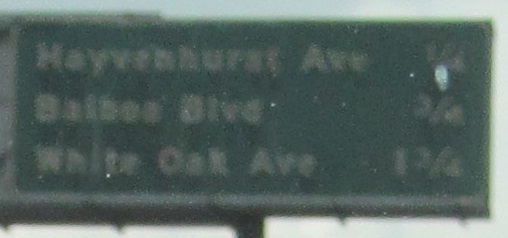 Hayvenhurst Ave ¼
Balboa Blvd ¾
White Oak Ave 1 ¾